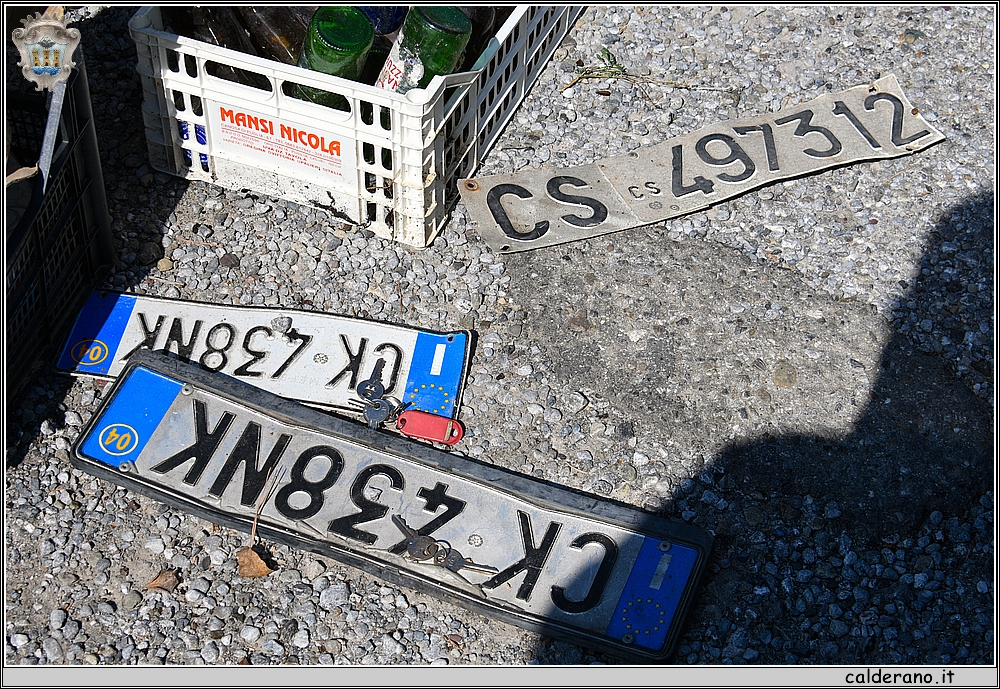 MANSI NICOLA
CS CS 497312
CK 438NK
04
I
CK 438NK
04
I
calderano.it